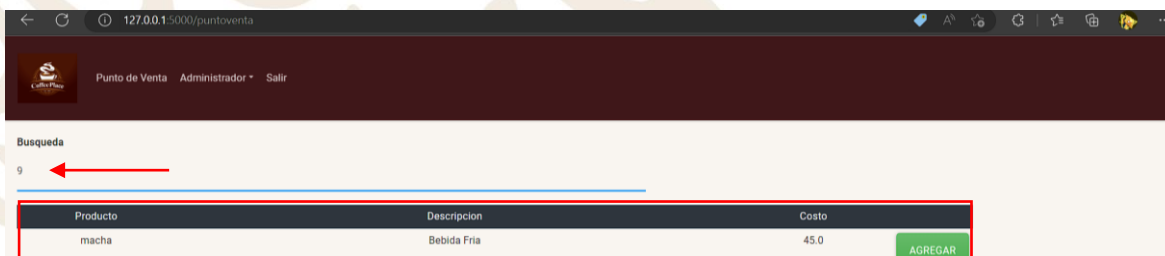 127.0.0.1:5000/puntoventa
Coffee Place
Punto de Venta Administrador Salir
Busqueda
9
Producto Descripcion Costo
macha Bebida Fria 45.0
AGREGAR